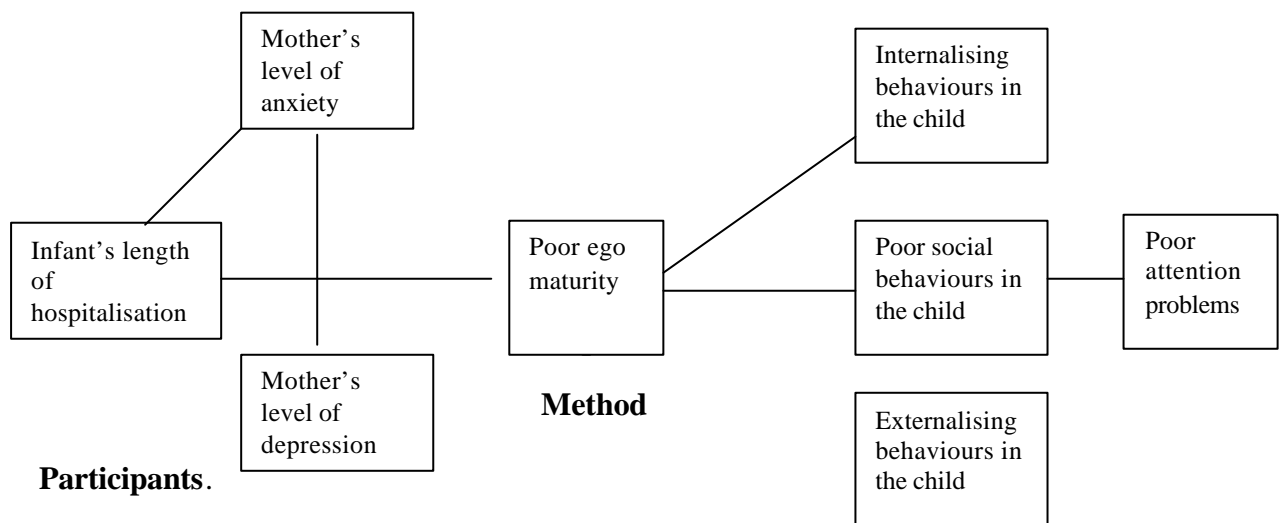 Mother’s
level of
anxiety
Internalising
behaviours in
the child
Infant’s length
of
hospitalisation
Poor ego
maturity
Poor social
behaviours in
the child
Poor
attention
problems
Mother’s
level of
depression
Method
Externalising
behaviours in
the child
Participants.